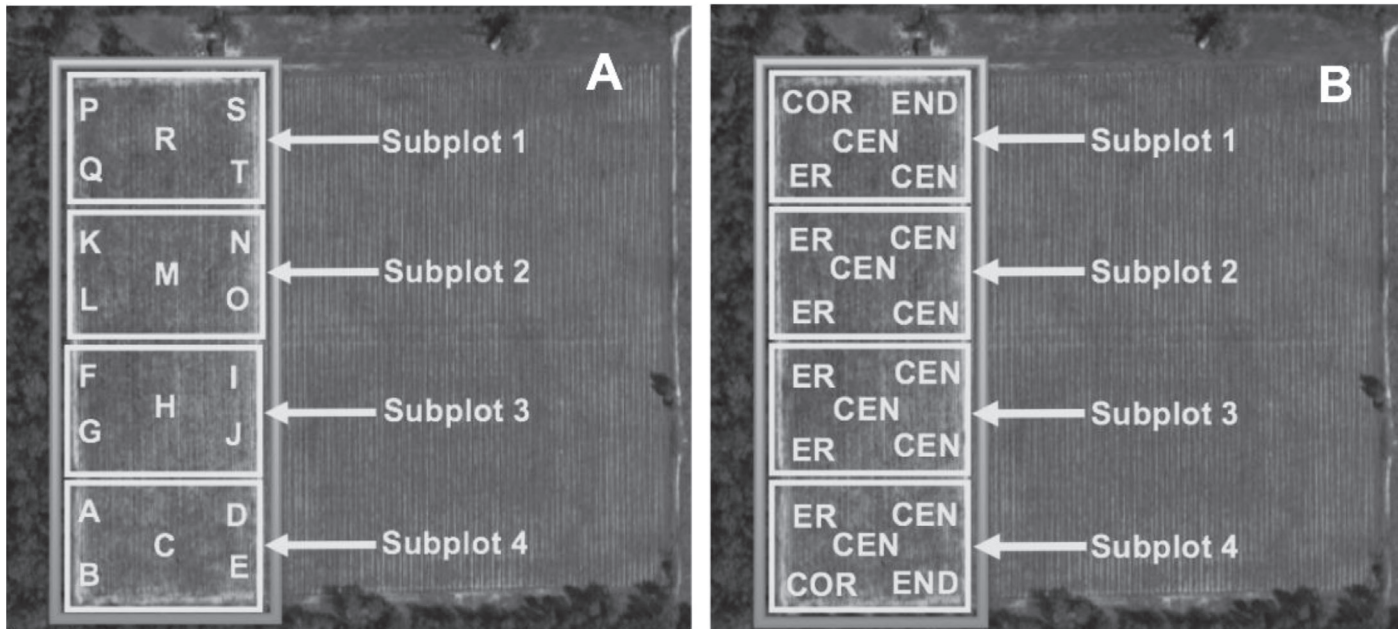 A
P S
R
Q T
Subplot 1
K N
M
L O
Subplot 2
F I
H
G J
Subplot 3
A D
C
B E
Subplot 4
B
COR END
CEN
ER CEN
Subplot 1
ER CEN
CEN
ER CEN
Subplot 2
ER CEN
CEN
ER CEN
Subplot 3
ER CEN
CEN
COR END
Subplot 4